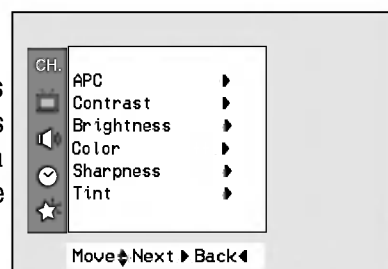 CH.
APC
Contrast
Brightness
Color
Sharpness
Tint
Move Next Back